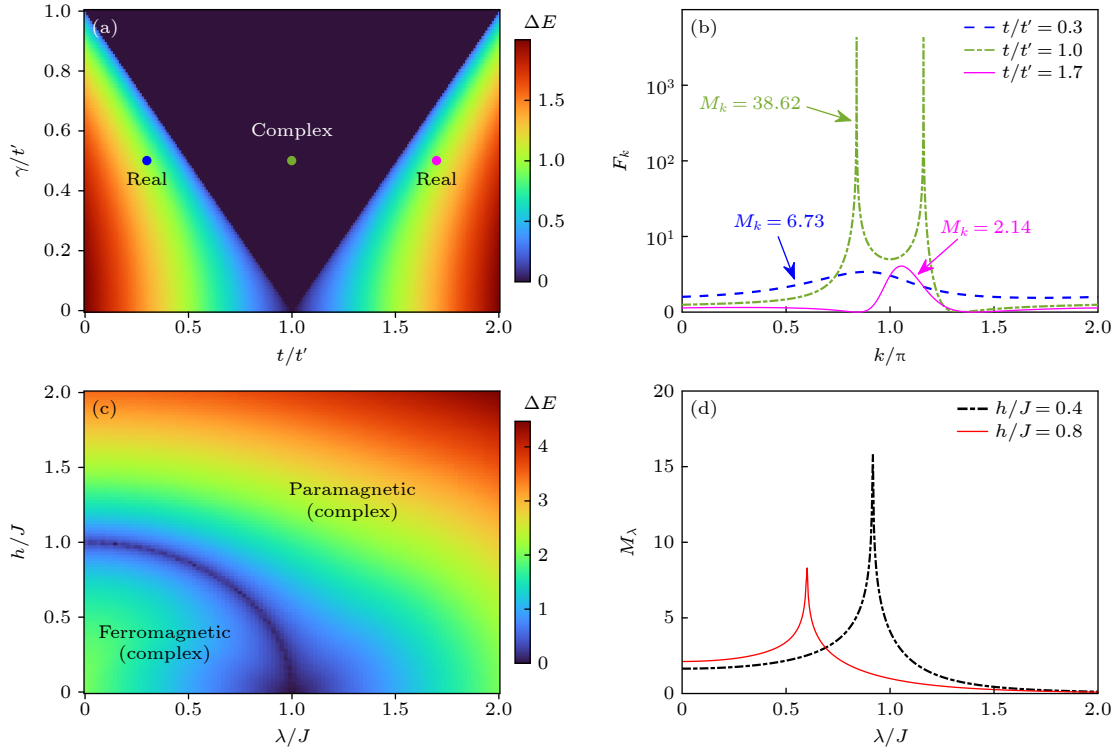 (a)
ΔE
1.0
0.8
0.6
0.4
0.2
0
γ/t′
Complex
Real
Real
0
0.5
1.0
1.5
2.0
t/t′
1.5
1.0
0.5
0
(b)
t/t′ = 0.3
t/t′ = 1.0
t/t′ = 1.7
M_k = 38.62
M_k = 6.73
M_k = 2.14
F_k
10³
10²
10¹
0
0
0.5
1.0
1.5
2.0
k/π
(c)
ΔE
2.0
1.5
1.0
0.5
0
h/J
Paramagnetic
(complex)
Ferromagnetic
(complex)
0
0.5
1.0
1.5
2.0
λ/J
4
3
2
1
0
(d)
h/J = 0.4
h/J = 0.8
M_λ
20
15
10
5
0
0
0.5
1.0
1.5
2.0
λ/J